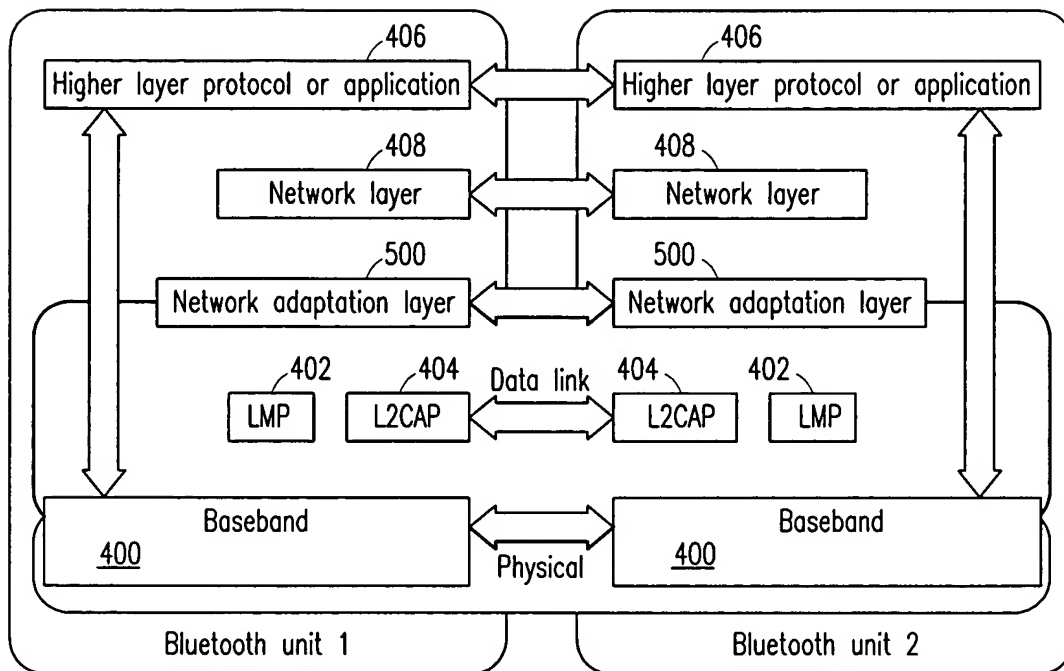 406 406
Higher layer protocol or application Higher layer protocol or application
408 408
Network layer Network layer
500 500
Network adaptation layer Network adaptation layer
402 404 Data link 404 402
LMP L2CAP L2CAP LMP
Baseband Baseband
400 Physical 400
Bluetooth unit 1 Bluetooth unit 2